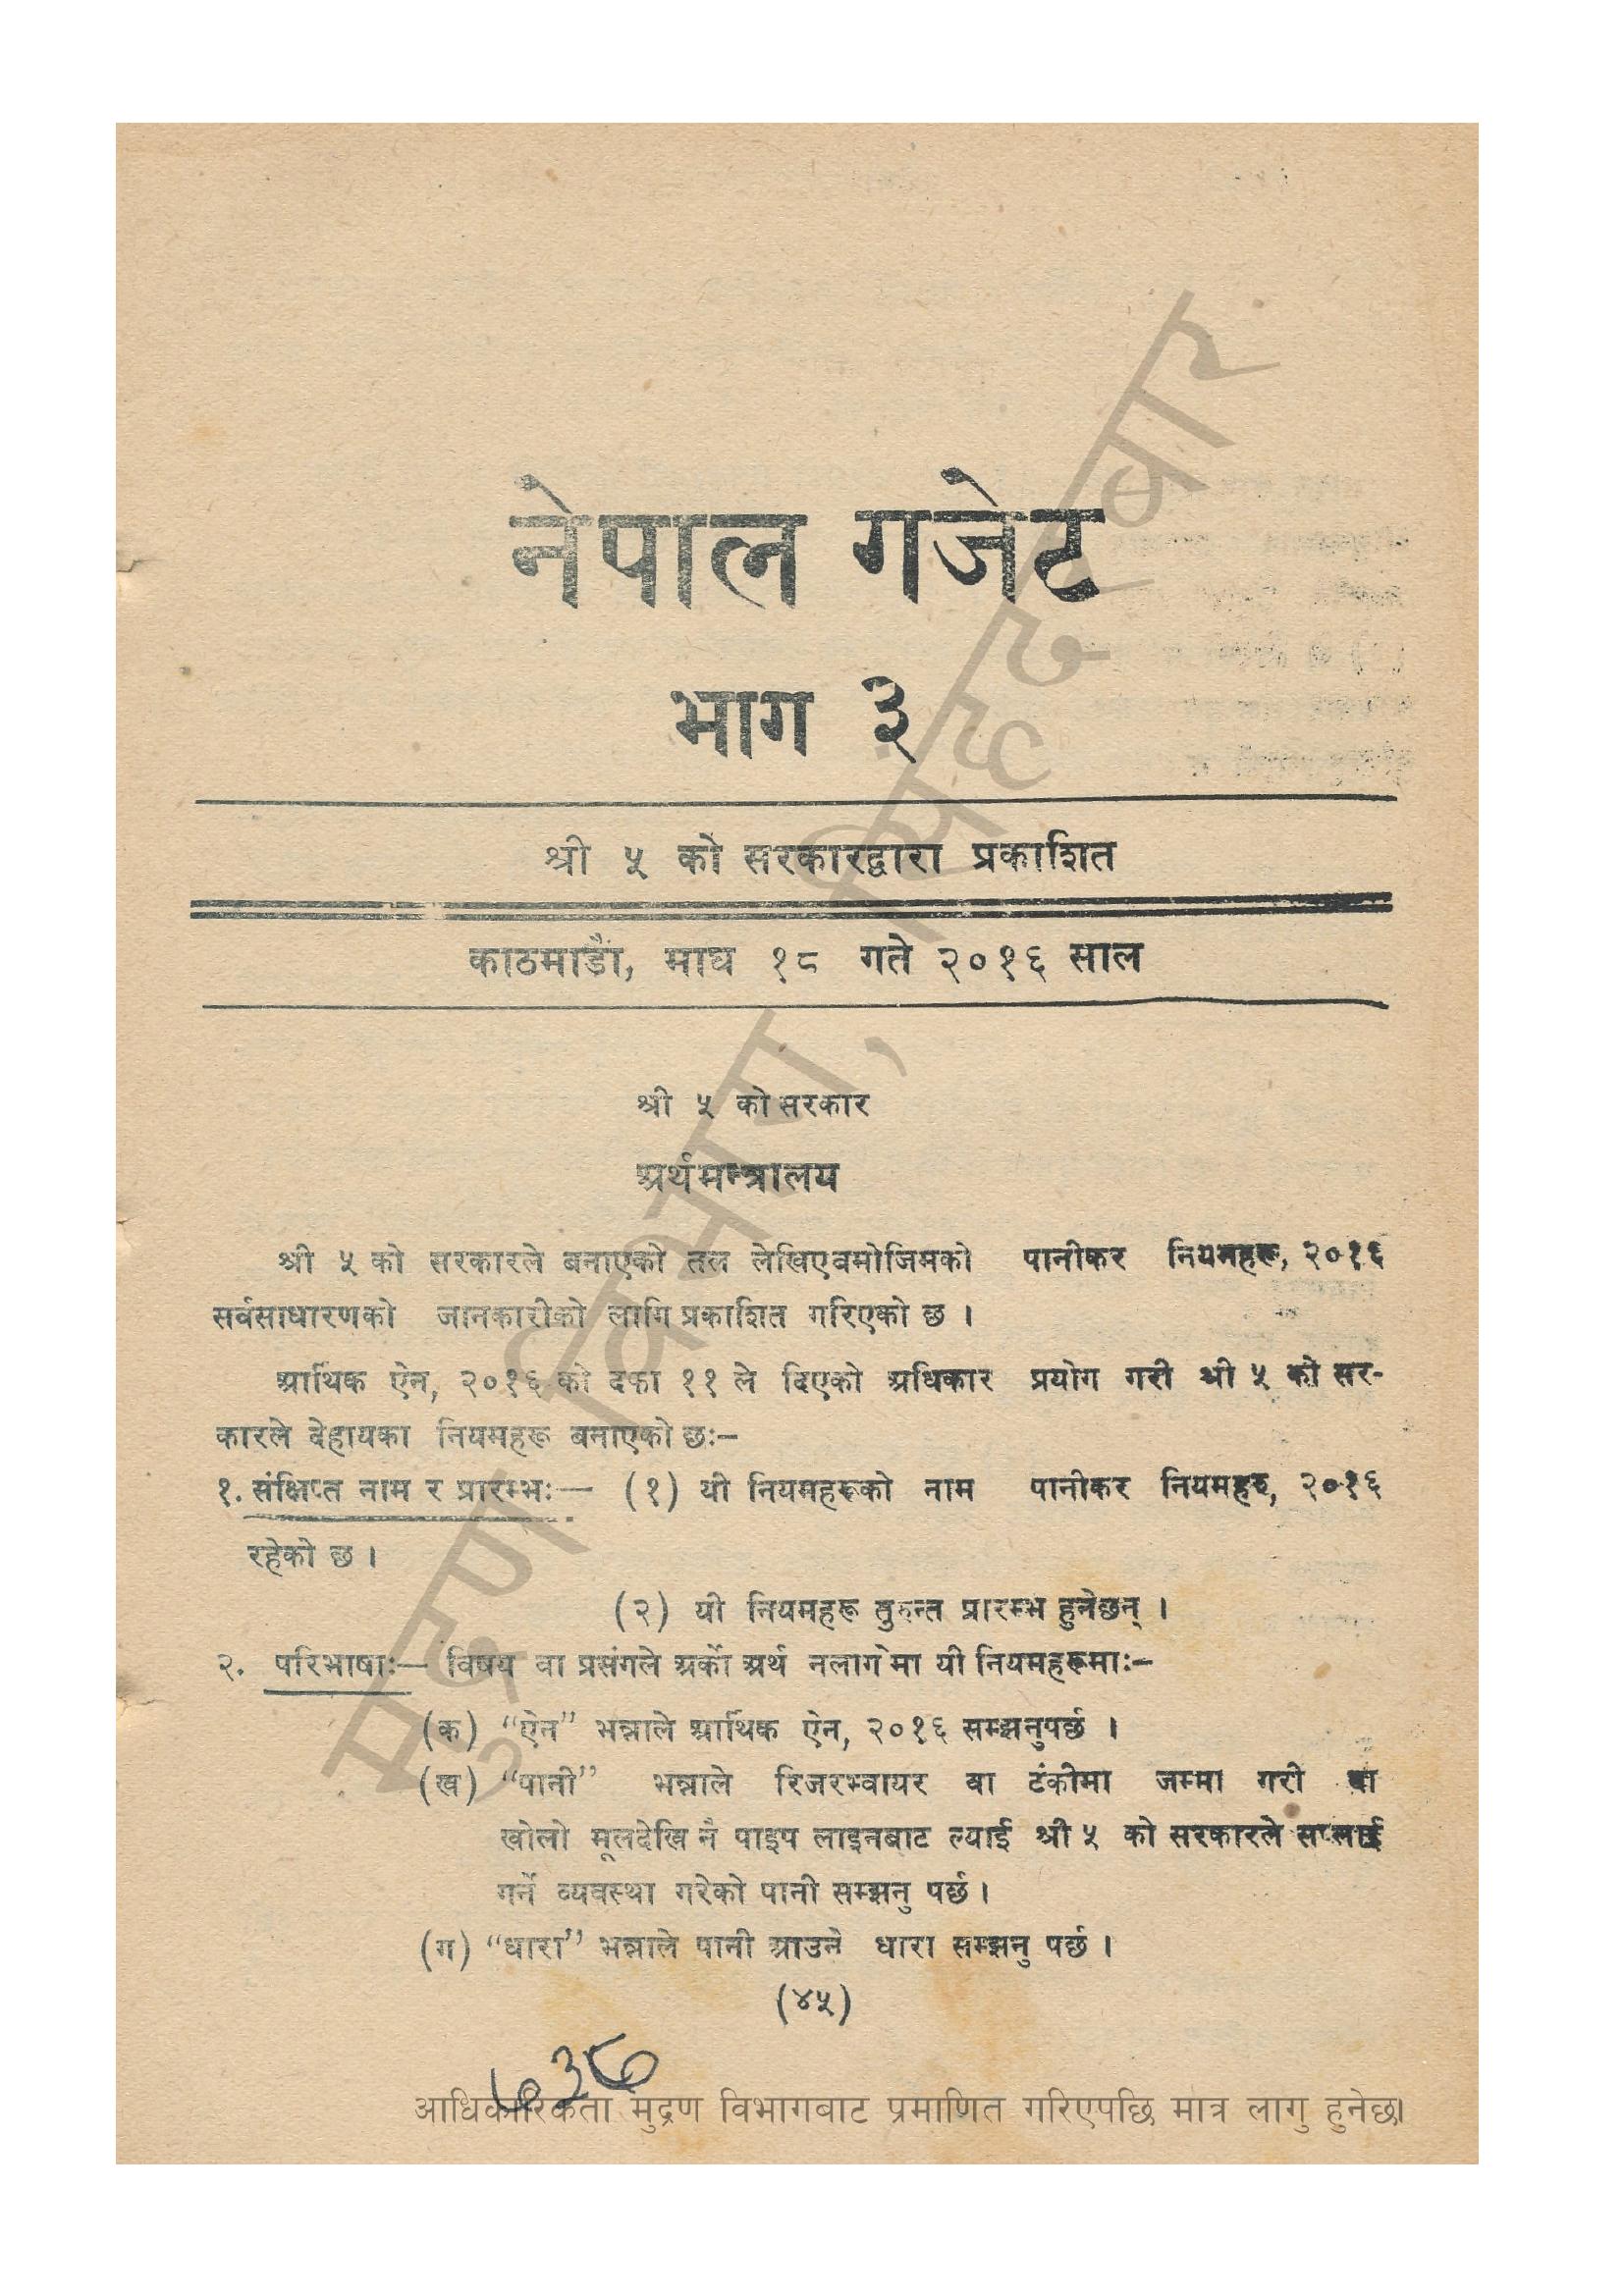 नेपाल गजेट
भाग ३
श्री ५ को सरकारद्वारा प्रकाशित
काठमाडौं, माघ १८ गते २०१६ साल
श्री ५ को सरकार
अर्थमन्त्रालय
श्री ५ को सरकारले बनाएको तल लेखिएबमोजिमको पानीकर नियमहरू, २०१६
सर्वसाधारणको जानकारीको लागि प्रकाशित गरिएको छ ।
आर्थिक ऐन, २०१६ को दफा ११ ले दिएको अधिकार प्रयोग गरी श्री ५ को सर-
कारले देहायका नियमहरू बनाएको छः–
१. संक्षिप्त नाम र प्रारम्भः— (१) यी नियमहरूको नाम पानीकर नियमहरु, २०१६
रहेको छ ।
(२) यी नियमहरू तुरुन्त प्रारम्भ हुनेछन् ।
२. परिभाषाः— विषय वा प्रसंगले अर्को अर्थ नलागेमा यी नियमहरूमाः–
(क) “ऐन” भन्नाले आर्थिक ऐन, २०१६ सम्झनुपर्छ ।
(ख) “पानी” भन्नाले रिजरभ्वायर वा टंकीमा जम्मा गरी वा
खोलो मूलदेखि नै पाइप लाइनबाट ल्याई श्री ५ को सरकारले सप्लाई
गर्ने व्यवस्था गरेको पानी सम्झनु पर्छ ।
(ग) “धारा” भन्नाले पानी आउने धारा सम्झनु पर्छ ।
(४५)
७३८
आधिकारिकता मुद्रण विभागबाट प्रमाणित गरिएपछि मात्र लागु हुनेछ।
मुद्रण विभाग, सिंहदरबार